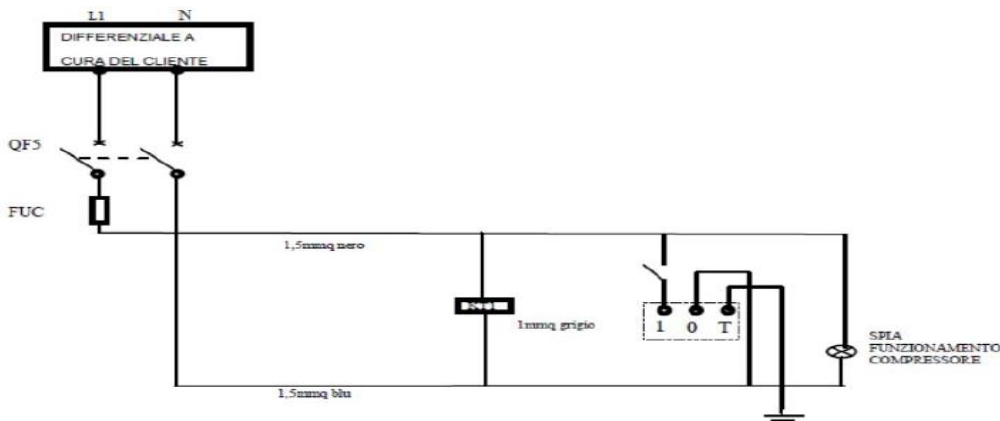 L1 N
DIFFERENZIALE A
CURA DEL CLIENTE
QF5
FUC
1,5mmq nero
1mmq grigio
1 0 T
SPIA
FUNZIONAMENTO
COMPRESSORE
1,5mmq blu